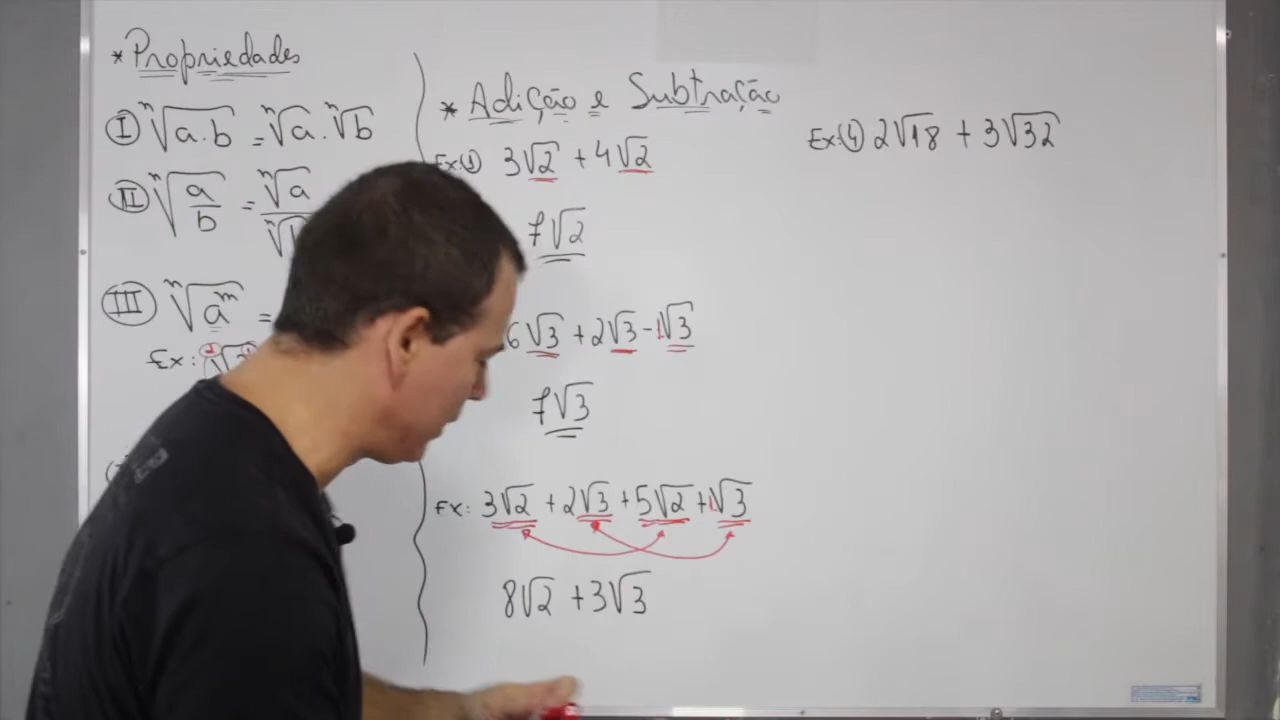 * Propriedades
I ⁿ√a.b = ⁿ√a . ⁿ√b
II ⁿ√a/b = ⁿ√a
III ⁿ√aᵐ =
Ex:
* Adição e Subtração
Ex:1) 3√2 + 4√2
7√2
6√3 + 2√3 - 1√3
7√3
Ex: 3√2 + 2√3 + 5√2 + 1√3
8√2 + 3√3
Ex:4) 2√18 + 3√32